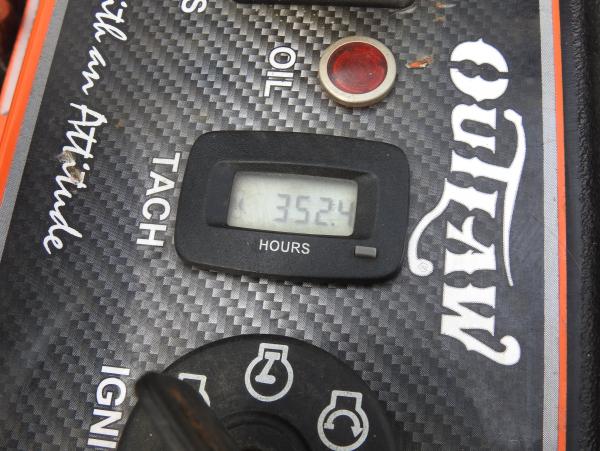 OIL
OUTLAW
ith an Attitude
TACH
352.4
HOURS
IGNI